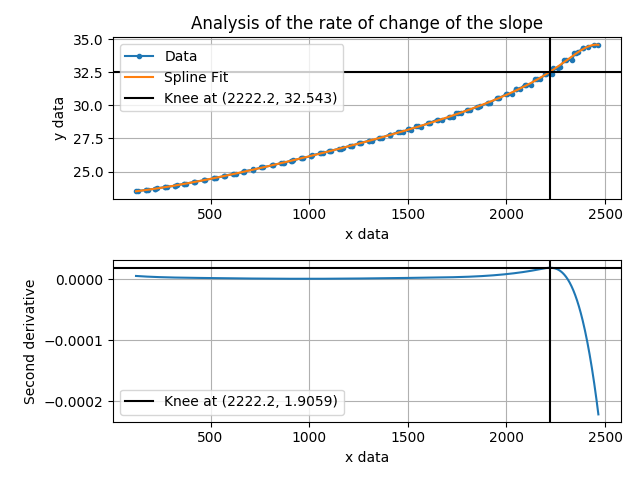 Analysis of the rate of change of the slope
35.0
32.5
30.0
27.5
25.0
y data
Data
Spline Fit
Knee at (2222.2, 32.543)
500
1000
1500
2000
2500
x data
0.0000
−0.0001
−0.0002
Second derivative
Knee at (2222.2, 1.9059)
500
1000
1500
2000
2500
x data